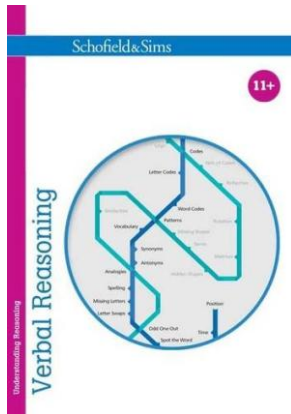 Schofield&Sims
11+
Verbal Reasoning
Understanding Reasoning
Codes
Letter Codes
Word Codes
Patterns
Vocabulary
Synonyms
Antonyms
Analogies
Spelling
Missing Letters
Letter Swaps
Position
Odd One Out
Time
Spot the Word